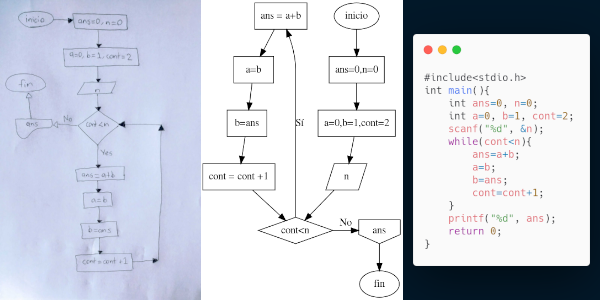 inicio
ans=0, n=0
a=0, b=1, cont=2
n
cont<n
No
ans
fin
Yes
ans=a+b
a=b
b=ans
cont=cont+1
ans = a+b
inicio
a=b
ans=0,n=0
b=ans
Sí
a=0,b=1,cont=2
cont = cont +1
n
cont<n
No
ans
fin
#include<stdio.h>
int main(){
    int ans=0, n=0;
    int a=0, b=1, cont=2;
    scanf("%d", &n);
    while(cont<n){
        ans=a+b;
        a=b;
        b=ans;
        cont=cont+1;
    }
    printf("%d", ans);
    return 0;
}